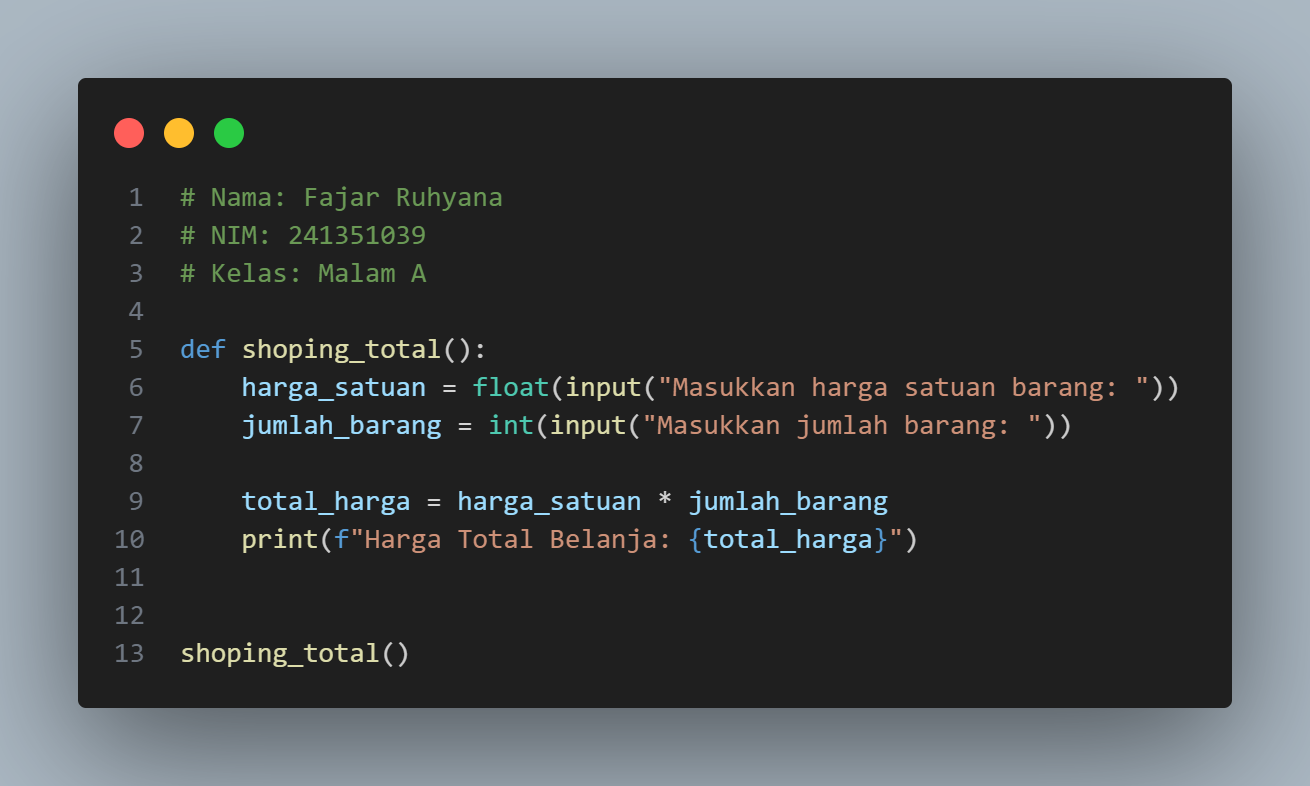 1 # Nama: Fajar Ruhyana
2 # NIM: 241351039
3 # Kelas: Malam A
4
5 def shoping_total():
6     harga_satuan = float(input("Masukkan harga satuan barang: "))
7     jumlah_barang = int(input("Masukkan jumlah barang: "))
8
9     total_harga = harga_satuan * jumlah_barang
10     print(f"Harga Total Belanja: {total_harga}")
11
12
13 shoping_total()